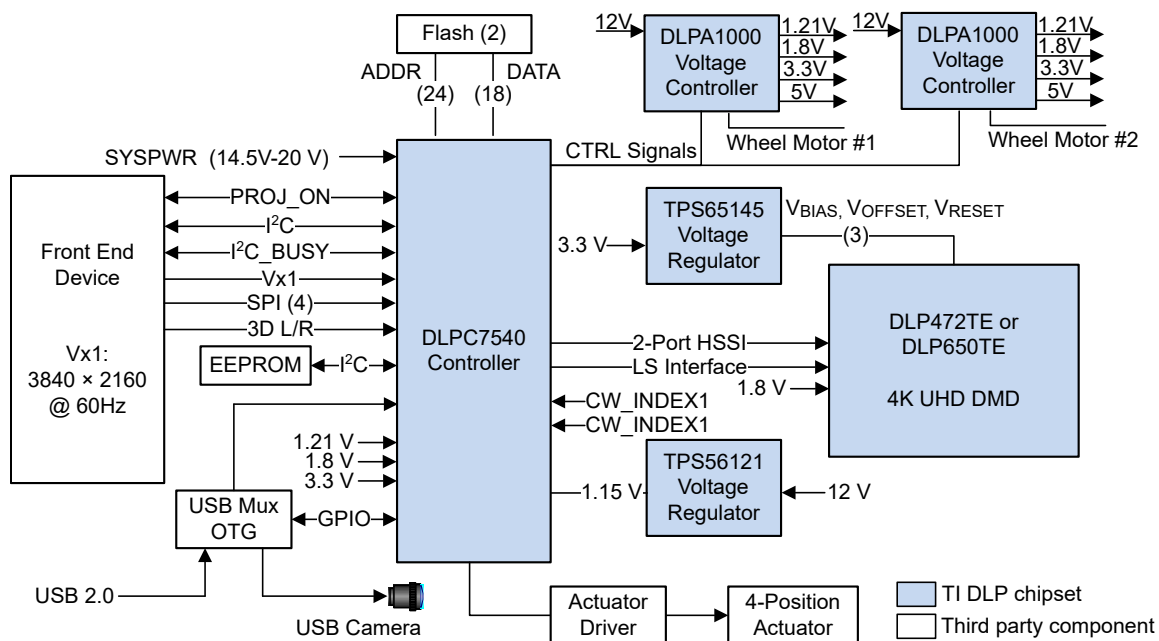 Flash (2)
ADDR
DATA
(24)
(18)
12V
DLPA1000
Voltage
Controller
1.21V
1.8V
3.3V
5V
Wheel Motor #1
12V
DLPA1000
Voltage
Controller
1.21V
1.8V
3.3V
5V
Wheel Motor #2
CTRL Signals
SYSPWR (14.5V-20 V)
Front End
Device
Vx1:
3840 × 2160
@ 60Hz
PROJ_ON
I²C
I²C_BUSY
Vx1
SPI (4)
3D L/R
EEPROM
I²C
DLPC7540
Controller
3.3 V
TPS65145
Voltage
Regulator
VBIAS, VOFFSET, VRESET
(3)
2-Port HSSI
LS Interface
1.8 V
DLP472TE or
DLP650TE
4K UHD DMD
CW_INDEX1
CW_INDEX1
1.21 V
1.8 V
3.3 V
1.15 V
TPS56121
Voltage
Regulator
12 V
USB Mux
OTG
GPIO
USB 2.0
USB Camera
Actuator
Driver
4-Position
Actuator
TI DLP chipset
Third party component